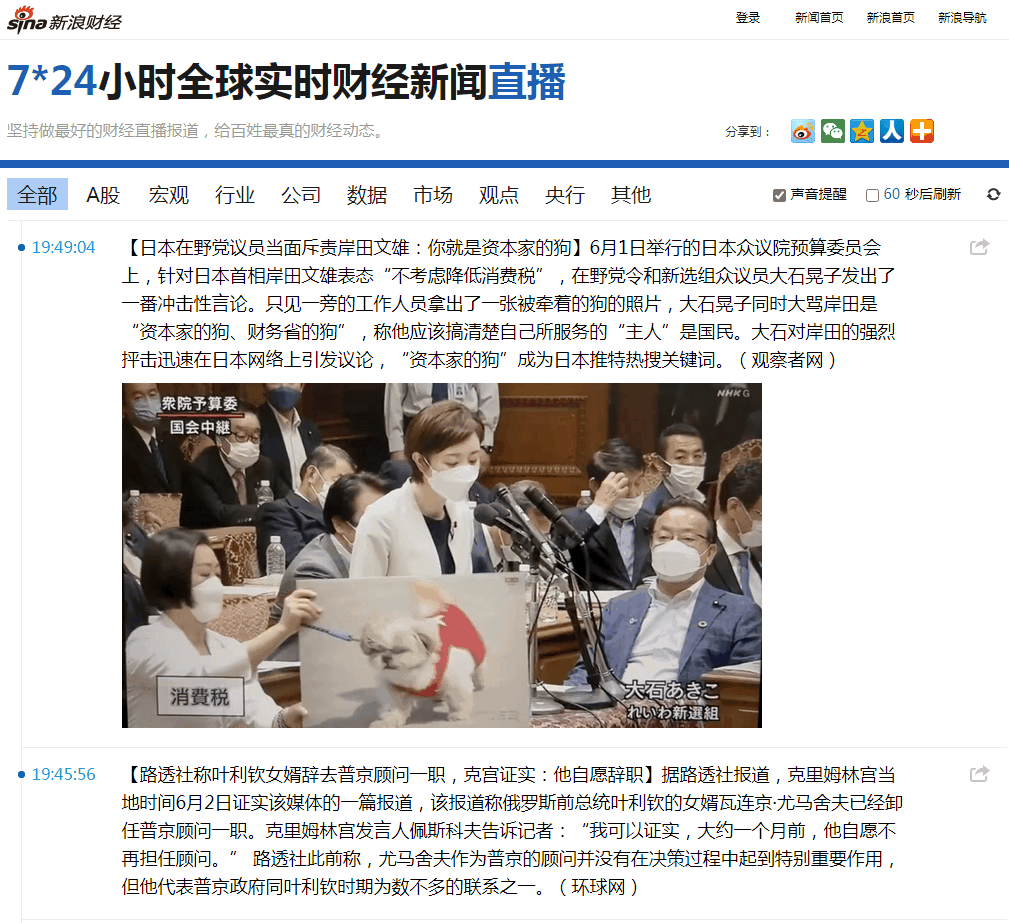 sina新浪财经
登录 新闻首页 新浪首页 新浪导航
7*24小时全球实时财经新闻直播
坚持做最好的财经直播报道，给百姓最真的财经动态。
分享到：
全部 A股 宏观 行业 公司 数据 市场 观点 央行 其他
声音提醒 60 秒后刷新
19:49:04
【日本在野党议员当面斥责岸田文雄：你就是资本家的狗】6月1日举行的日本众议院预算委员会
上，针对日本首相岸田文雄表态“不考虑降低消费税”，在野党令和新选组众议员大石晃子发出了
一番冲击性言论。只见一旁的工作人员拿出了一张被牵着的狗的照片，大石晃子同时大骂岸田是
“资本家的狗、财务省的狗”，称他应该搞清楚自己所服务的“主人”是国民。大石对岸田的强烈
抨击迅速在日本网络上引发议论，“资本家的狗”成为日本推特热搜关键词。（观察者网）
衆院予算委
国会中継
NHK G
消費税
大石あきこ
れいわ新選組
19:45:56
【路透社称叶利钦女婿辞去普京顾问一职，克宫证实：他自愿辞职】据路透社报道，克里姆林宫当
地时间6月2日证实该媒体的一篇报道，该报道称俄罗斯前总统叶利钦的女婿瓦连京·尤马舍夫已经卸
任普京顾问一职。克里姆林宫发言人佩斯科夫告诉记者：“我可以证实，大约一个月前，他自愿不
再担任顾问。” 路透社此前称，尤马舍夫作为普京的顾问并没有在决策过程中起到特别重要作用，
但他代表普京政府同叶利钦时期为数不多的联系之一。（环球网）